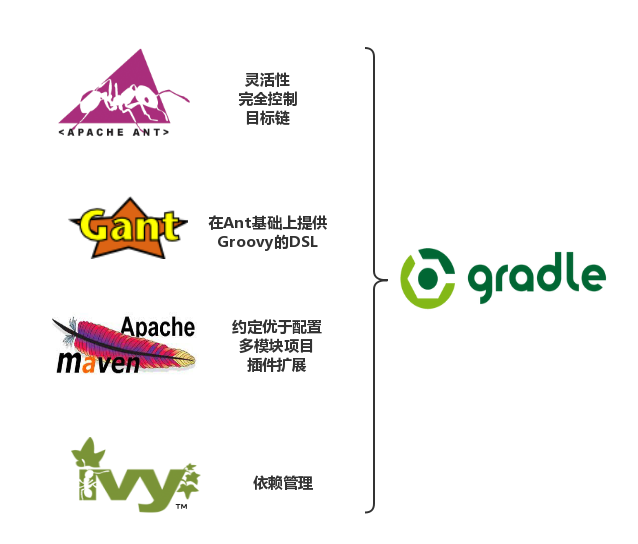 <APACHE ANT>
灵活性
完全控制
目标链
Gant
在Ant基础上提供
Groovy的DSL
Apache
maven
约定优于配置
多模块项目
插件扩展
ivy
TM
依赖管理
gradle